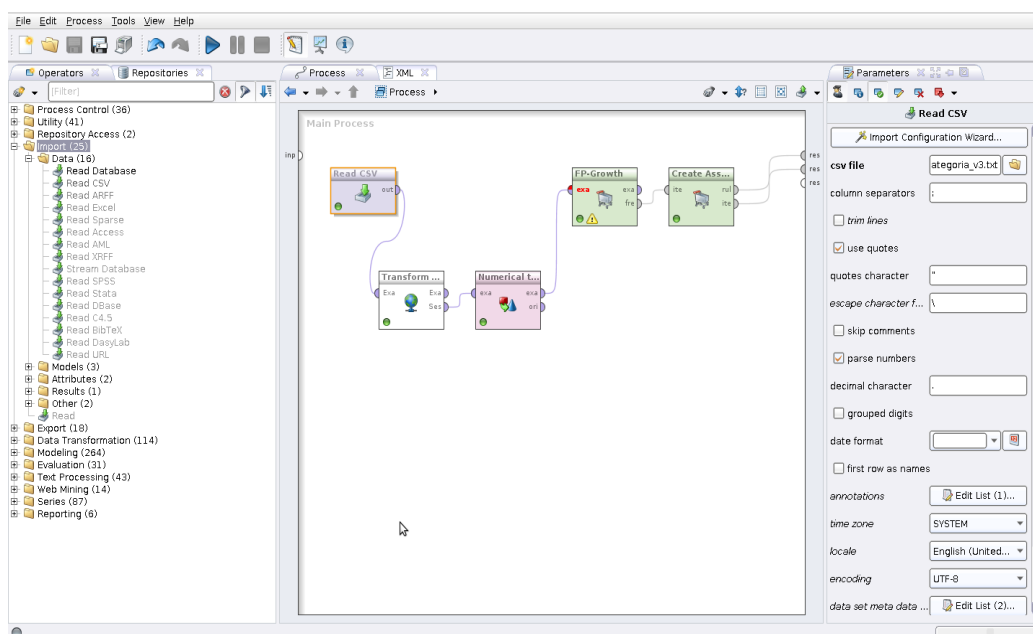 File Edit Process Tools View Help
Operators Repositories
[Filter]
Process Control (36)
Utility (41)
Repository Access (2)
Import (25)
Data (16)
Read Database
Read CSV
Read ARFF
Read Excel
Read Sparse
Read Access
Read AML
Read XRFF
Stream Database
Read SPSS
Read Stata
Read DBase
Read C4.5
Read BibTeX
Read DasyLab
Read URL
Models (3)
Attributes (2)
Results (1)
Other (2)
Read
Export (18)
Data Transformation (114)
Modeling (264)
Evaluation (31)
Text Processing (43)
Web Mining (14)
Series (87)
Reporting (6)
Process XML
Process
Main Process
inp
Read CSV
out
Transform ...
Exa Exa
Ses
Numerical t...
exa exa
ori
FP-Growth
exa exa
fre
Create Ass...
ite rul
ite
res
res
res
Parameters
Read CSV
Import Configuration Wizard...
csv file ategoria_v3.txt
column separators ;
trim lines
use quotes
quotes character "
escape character f... \
skip comments
parse numbers
decimal character .
grouped digits
date format
first row as names
annotations Edit List (1)...
time zone SYSTEM
locale English (United...
encoding UTF-8
data set meta data ... Edit List (2)...